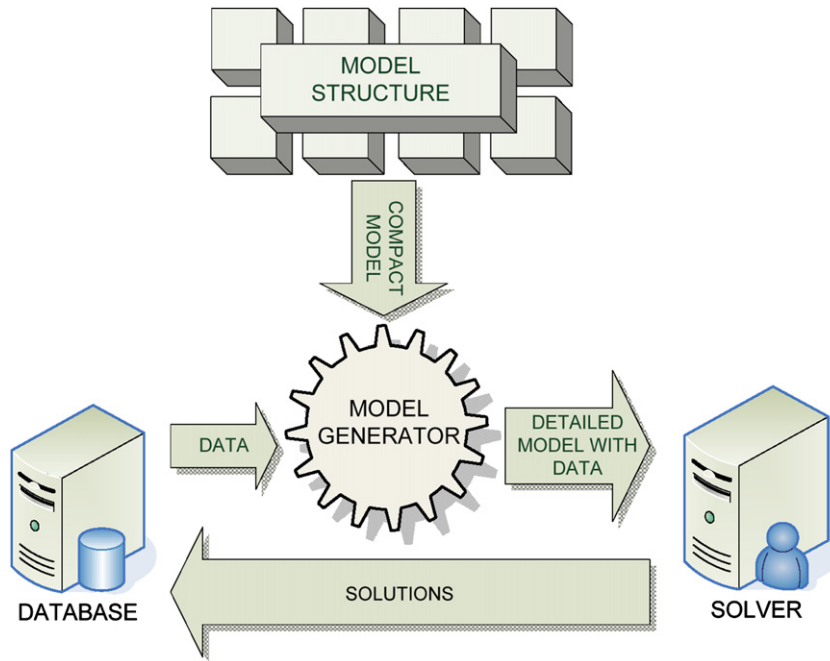 MODEL
STRUCTURE
COMPACT
MODEL
MODEL
GENERATOR
DATA
DETAILED
MODEL WITH
DATA
SOLUTIONS
DATABASE
SOLVER